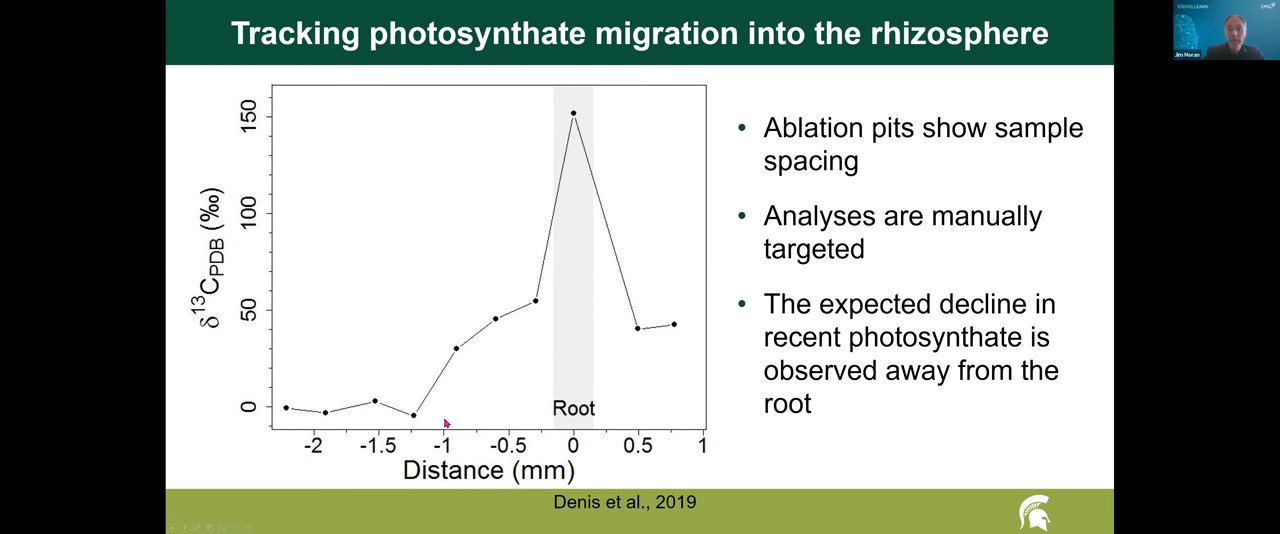 Tracking photosynthate migration into the rhizosphere
LEARN
EMSL
Jim Moran
150
100
50
0
δ13CPDB (‰)
Root
-2
-1.5
-1
-0.5
0
0.5
1
Distance (mm)
• Ablation pits show sample
spacing
• Analyses are manually
targeted
• The expected decline in
recent photosynthate is
observed away from the
root
Denis et al., 2019